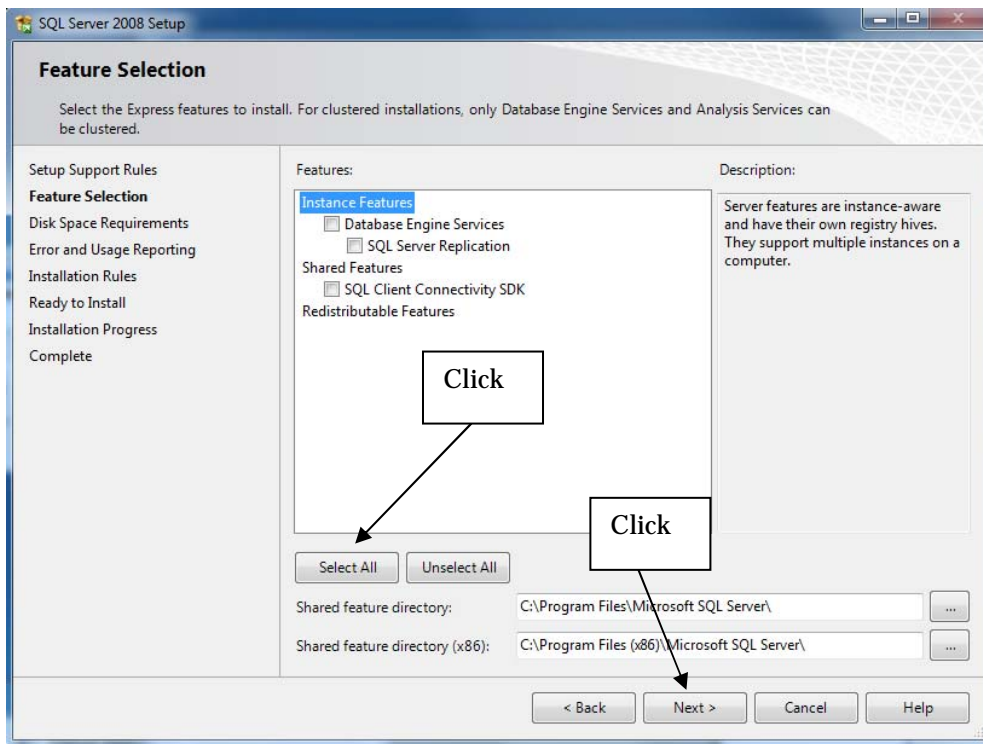 SQL Server 2008 Setup
Feature Selection
Select the Express features to install. For clustered installations, only Database Engine Services and Analysis Services can
be clustered.
Setup Support Rules
Feature Selection
Disk Space Requirements
Error and Usage Reporting
Installation Rules
Ready to Install
Installation Progress
Complete
Features:
Instance Features
Database Engine Services
SQL Server Replication
Shared Features
SQL Client Connectivity SDK
Redistributable Features
Click
Click
Select All
Unselect All
Shared feature directory:
C:\Program Files\Microsoft SQL Server\
...
Shared feature directory (x86):
C:\Program Files (x86)\Microsoft SQL Server\
...
Description:
Server features are instance-aware
and have their own registry hives.
They support multiple instances on a
computer.
< Back
Next >
Cancel
Help